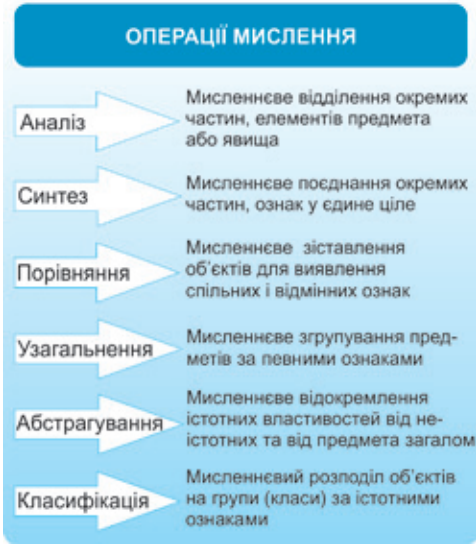 ОПЕРАЦІЇ МИСЛЕННЯ
Аналіз
Мисленнєве відділення окремих
частин, елементів предмета
або явища
Синтез
Мисленнєве поєднання окремих
частин, ознак у єдине ціле
Порівняння
Мисленнєве зіставлення
об’єктів для виявлення
спільних і відмінних ознак
Узагальнення
Мисленнєве згрупування пред-
метів за певними ознаками
Абстрагування
Мисленнєве відокремлення
істотних властивостей від не-
істотних та від предмета загалом
Класифікація
Мисленнєвий розподіл об’єктів
на групи (класи) за істотними
ознаками